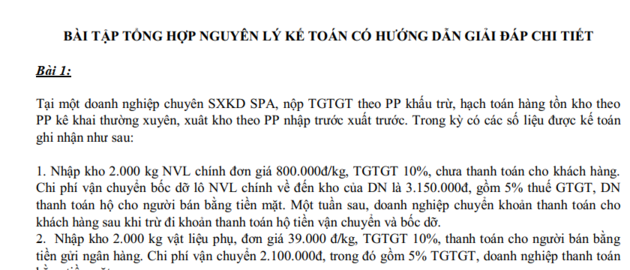 BÀI TẬP TỔNG HỢP NGUYÊN LÝ KẾ TOÁN CÓ HƯỚNG DẪN GIẢI ĐÁP CHI TIẾT
Bài 1:
Tại một doanh nghiệp chuyên SXKD SPA, nộp TGTGT theo PP khấu trừ, hạch toán hàng tồn kho theo
PP kê khai thường xuyên, xuât kho theo PP nhập trước xuất trước. Trong kỳ có các số liệu được kế toán
ghi nhận như sau:
1. Nhập kho 2.000 kg NVL chính đơn giá 800.000đ/kg, TGTGT 10%, chưa thanh toán cho khách hàng.
Chi phí vận chuyển bốc dỡ lô NVL chính về đến kho của DN là 3.150.000đ, gồm 5% thuế GTGT, DN
thanh toán hộ cho người bán bằng tiền mặt. Một tuần sau, doanh nghiệp chuyển khoản thanh toán cho
khách hàng sau khi trừ đi khoản thanh toán hộ tiền vận chuyển và bốc dỡ.
2. Nhập kho 2.000 kg vật liệu phụ, đơn giá 39.000 đ/kg, TGTGT 10%, thanh toán cho người bán bằng
tiền gửi ngân hàng. Chi phí vận chuyển 2.100.000đ, trong đó gồm 5% TGTGT, doanh nghiệp thanh toán